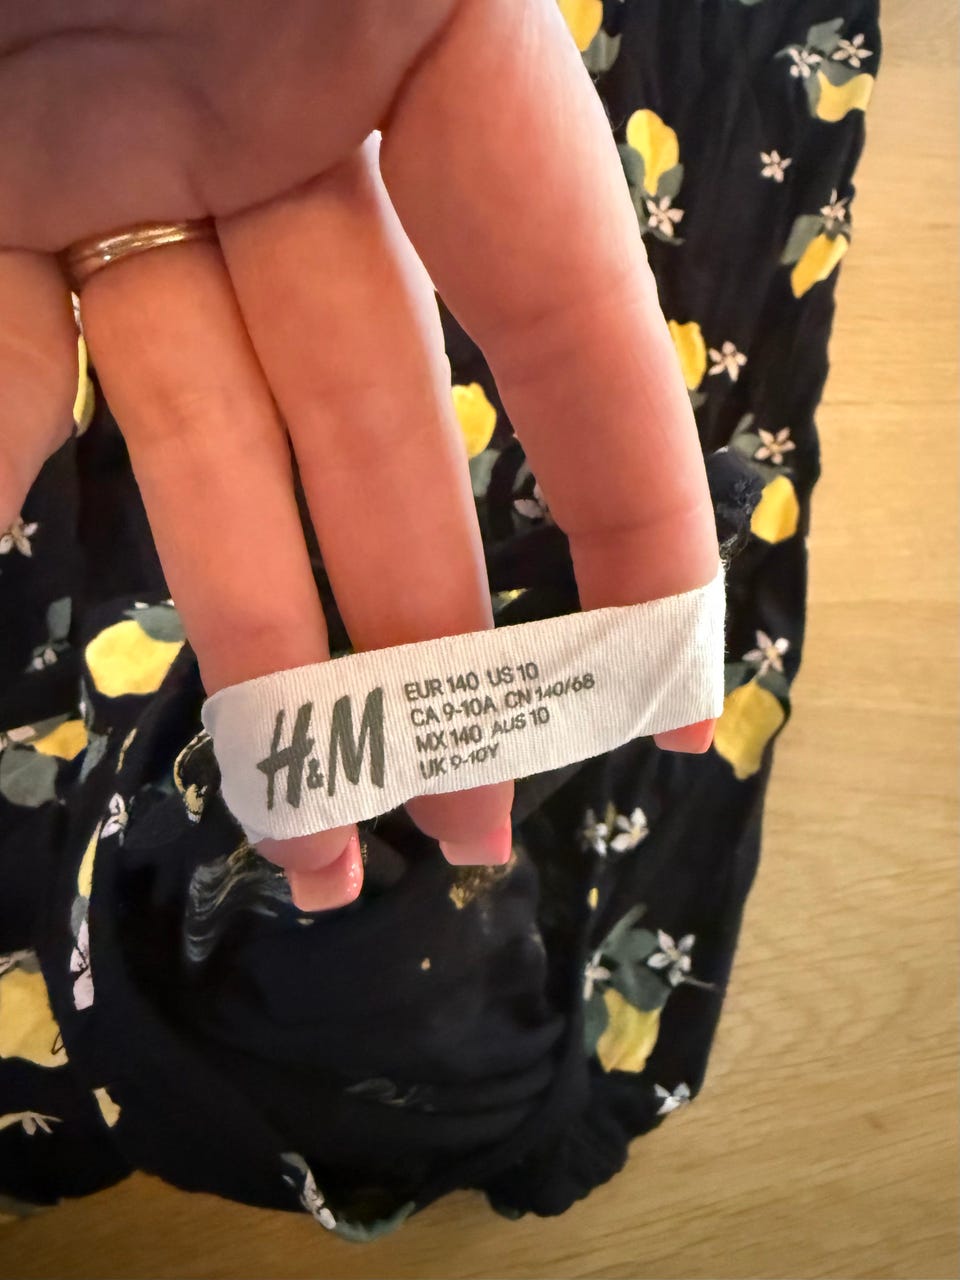 H&M
EUR 140 US 10
CA 9-10A CN 140/68
MX 140 AUS 10
UK 9-10Y